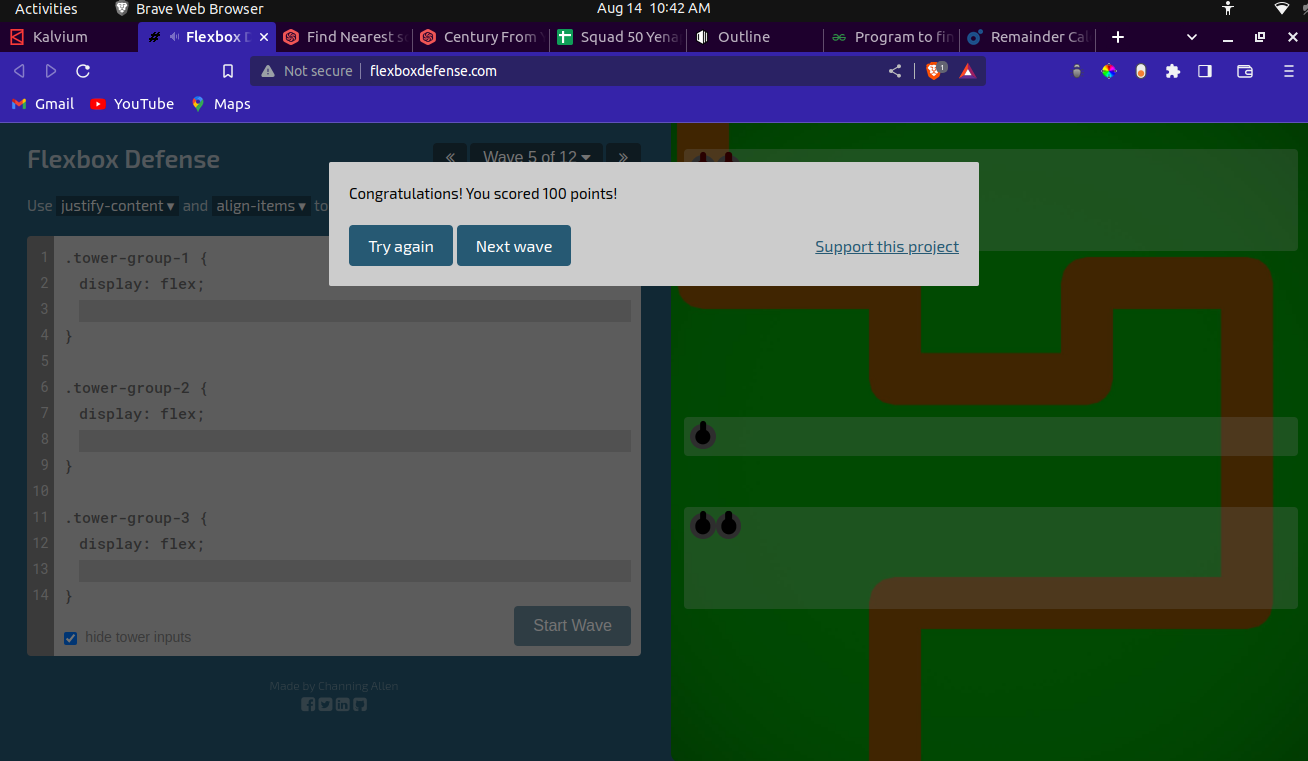 Activities Brave Web Browser Aug 14 10:42 AM
Kalvium Flexbox D Find Nearest s Century From Squad 50 Yena Outline Program to fin Remainder Cal
Not secure flexboxdefense.com 1
Gmail YouTube Maps
Flexbox Defense « Wave 5 of 12 »
Use justify-content ▾ and align-items ▾ to
Congratulations! You scored 100 points!
Try again Next wave Support this project
1 .tower-group-1 {
2 display: flex;
3
4 }
5
6 .tower-group-2 {
7 display: flex;
8
9 }
10
11 .tower-group-3 {
12 display: flex;
13
14 }
hide tower inputs Start Wave
Made by Channing Allen